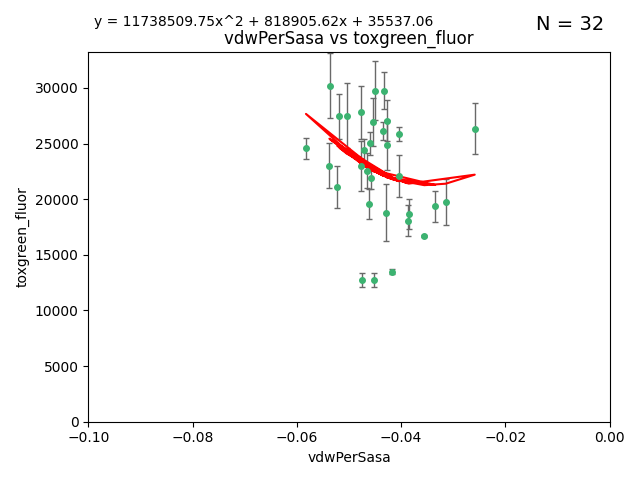 y = 11738509.75x^2 + 818905.62x + 35537.06
N = 32
vdwPerSasa vs toxgreen_fluor
30000
25000
20000
15000
10000
5000
0
toxgreen_fluor
−0.10 −0.08 −0.06 −0.04 −0.02 0.00
vdwPerSasa